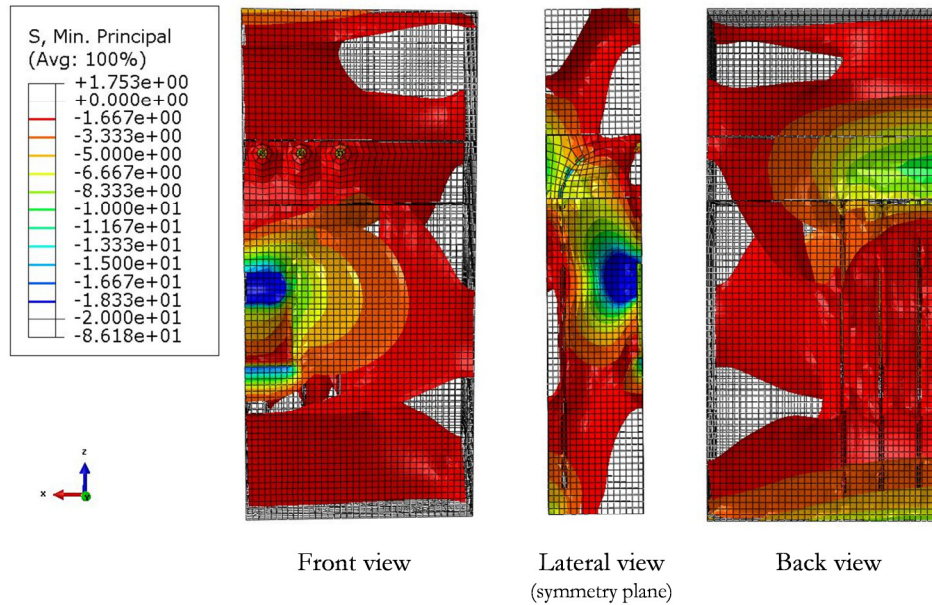 S, Min. Principal
(Avg: 100%)
+1.753e+00
+0.000e+00
-1.667e+00
-3.333e+00
-5.000e+00
-6.667e+00
-8.333e+00
-1.000e+01
-1.167e+01
-1.333e+01
-1.500e+01
-1.667e+01
-1.833e+01
-2.000e+01
-8.618e+01
z
x
Front view
Lateral view
(symmetry plane)
Back view